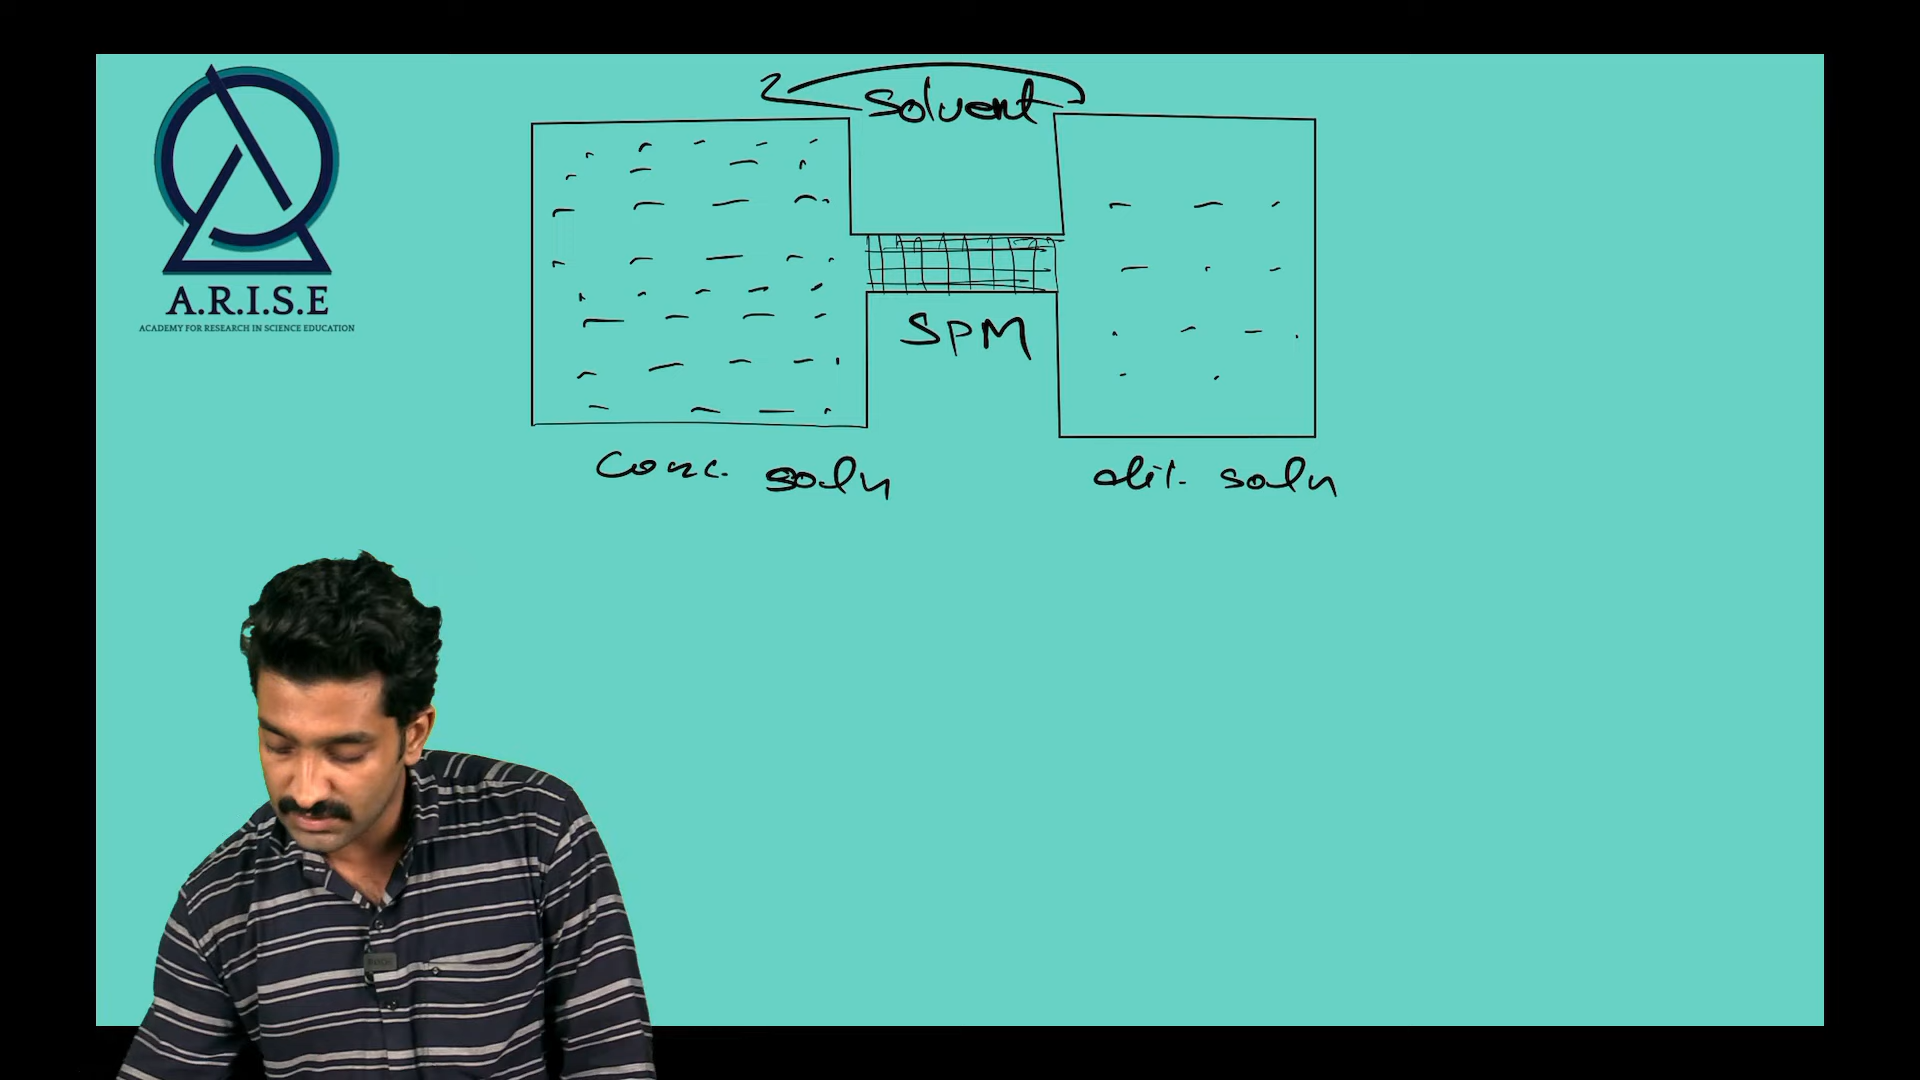 solvent
A.R.I.S.E
ACADEMY FOR RESEARCH IN SCIENCE EDUCATION
SPM
conc. soln
dil. soln